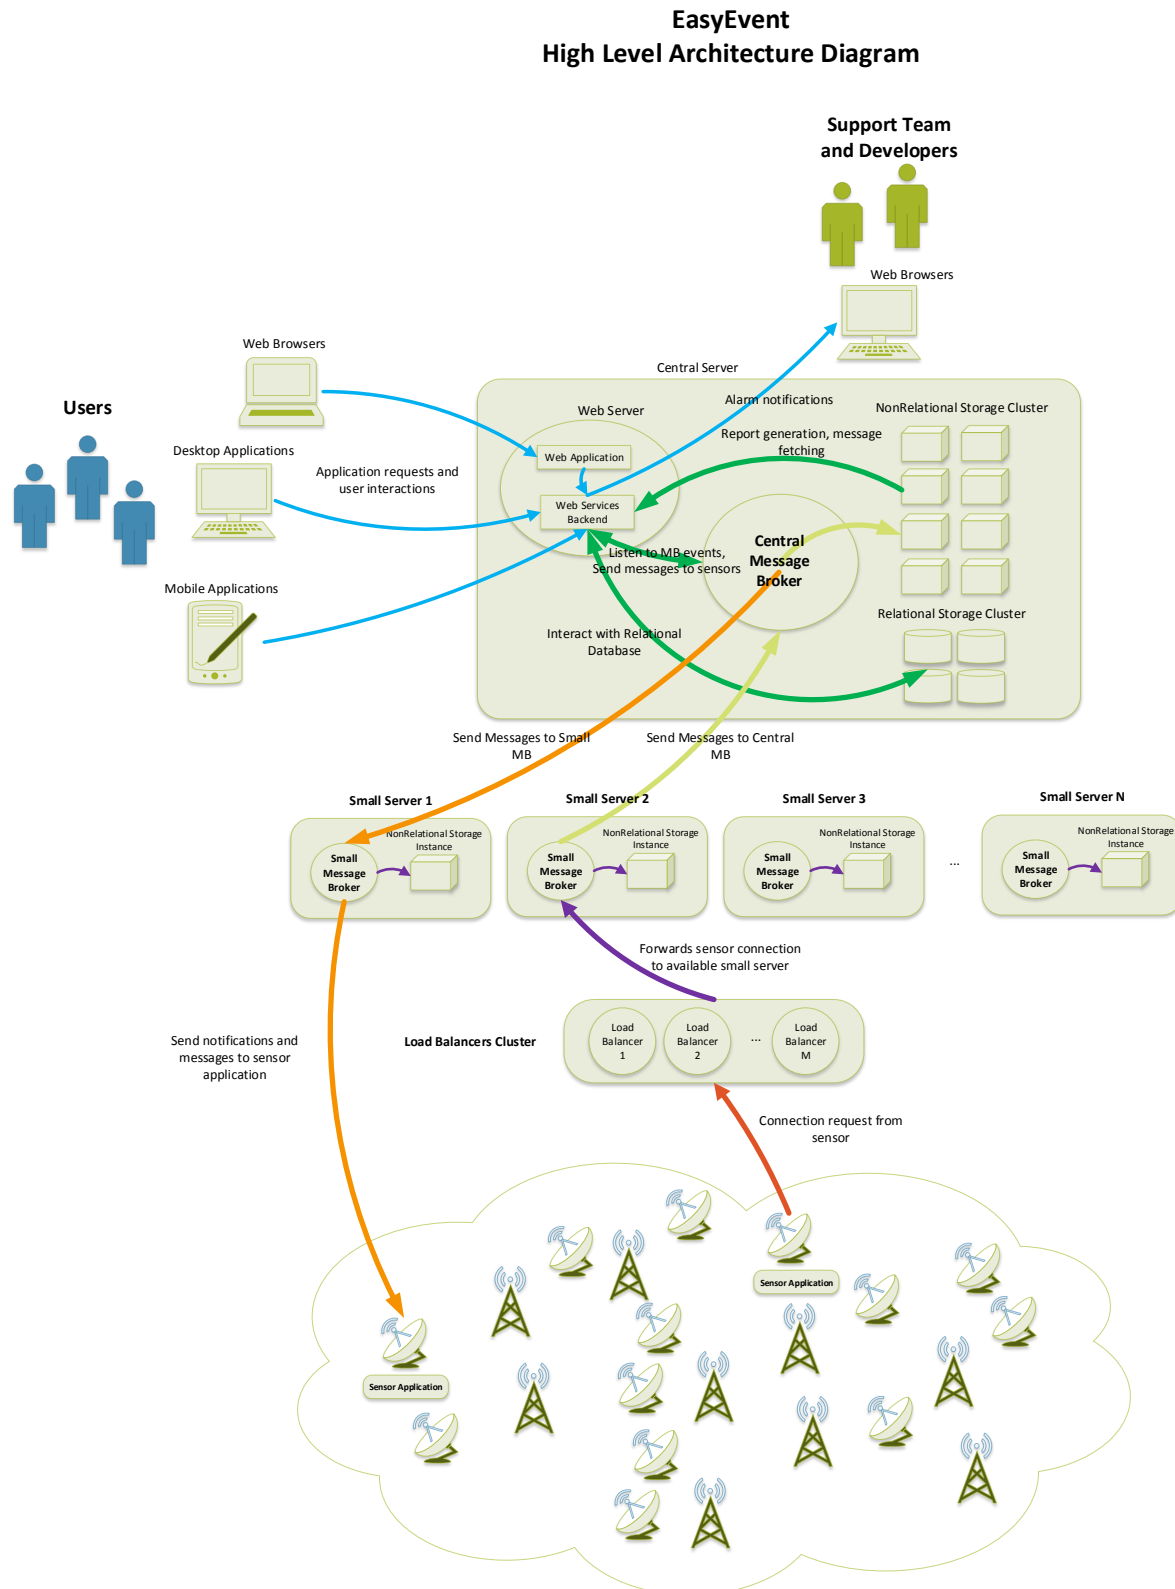 EasyEvent
High Level Architecture Diagram
Support Team
and Developers
Web Browsers
Web Browsers
Central Server
Users
Alarm notifications
NonRelational Storage Cluster
Web Server
Report generation, message
fetching
Desktop Applications
Web Application
Application requests and
user interactions
Web Services
Backend
Central
Message
Broker
Listen to MB events,
Send messages to sensors
Mobile Applications
Relational Storage Cluster
Interact with Relational
Database
Send Messages to Small
MB
Send Messages to Central
MB
Small Server 1
Small Server 2
Small Server 3
Small Server N
NonRelational Storage
Instance
Small
Message
Broker
NonRelational Storage
Instance
Small
Message
Broker
NonRelational Storage
Instance
Small
Message
Broker
...
NonRelational Storage
Instance
Small
Message
Broker
Forwards sensor connection
to available small server
Send notifications and
messages to sensor
application
Load Balancers Cluster
Load
Balancer
1
Load
Balancer
2
...
Load
Balancer
M
Connection request from
sensor
Sensor Application
Sensor Application